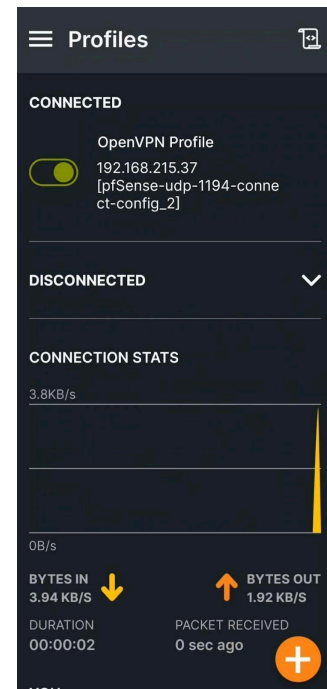 Profiles
CONNECTED
OpenVPN Profile
192.168.215.37
[pfSense-udp-1194-conne
ct-config_2]
DISCONNECTED
CONNECTION STATS
3.8KB/s
0B/s
BYTES IN
3.94 KB/S
BYTES OUT
1.92 KB/S
DURATION
00:00:02
PACKET RECEIVED
0 sec ago
YOU